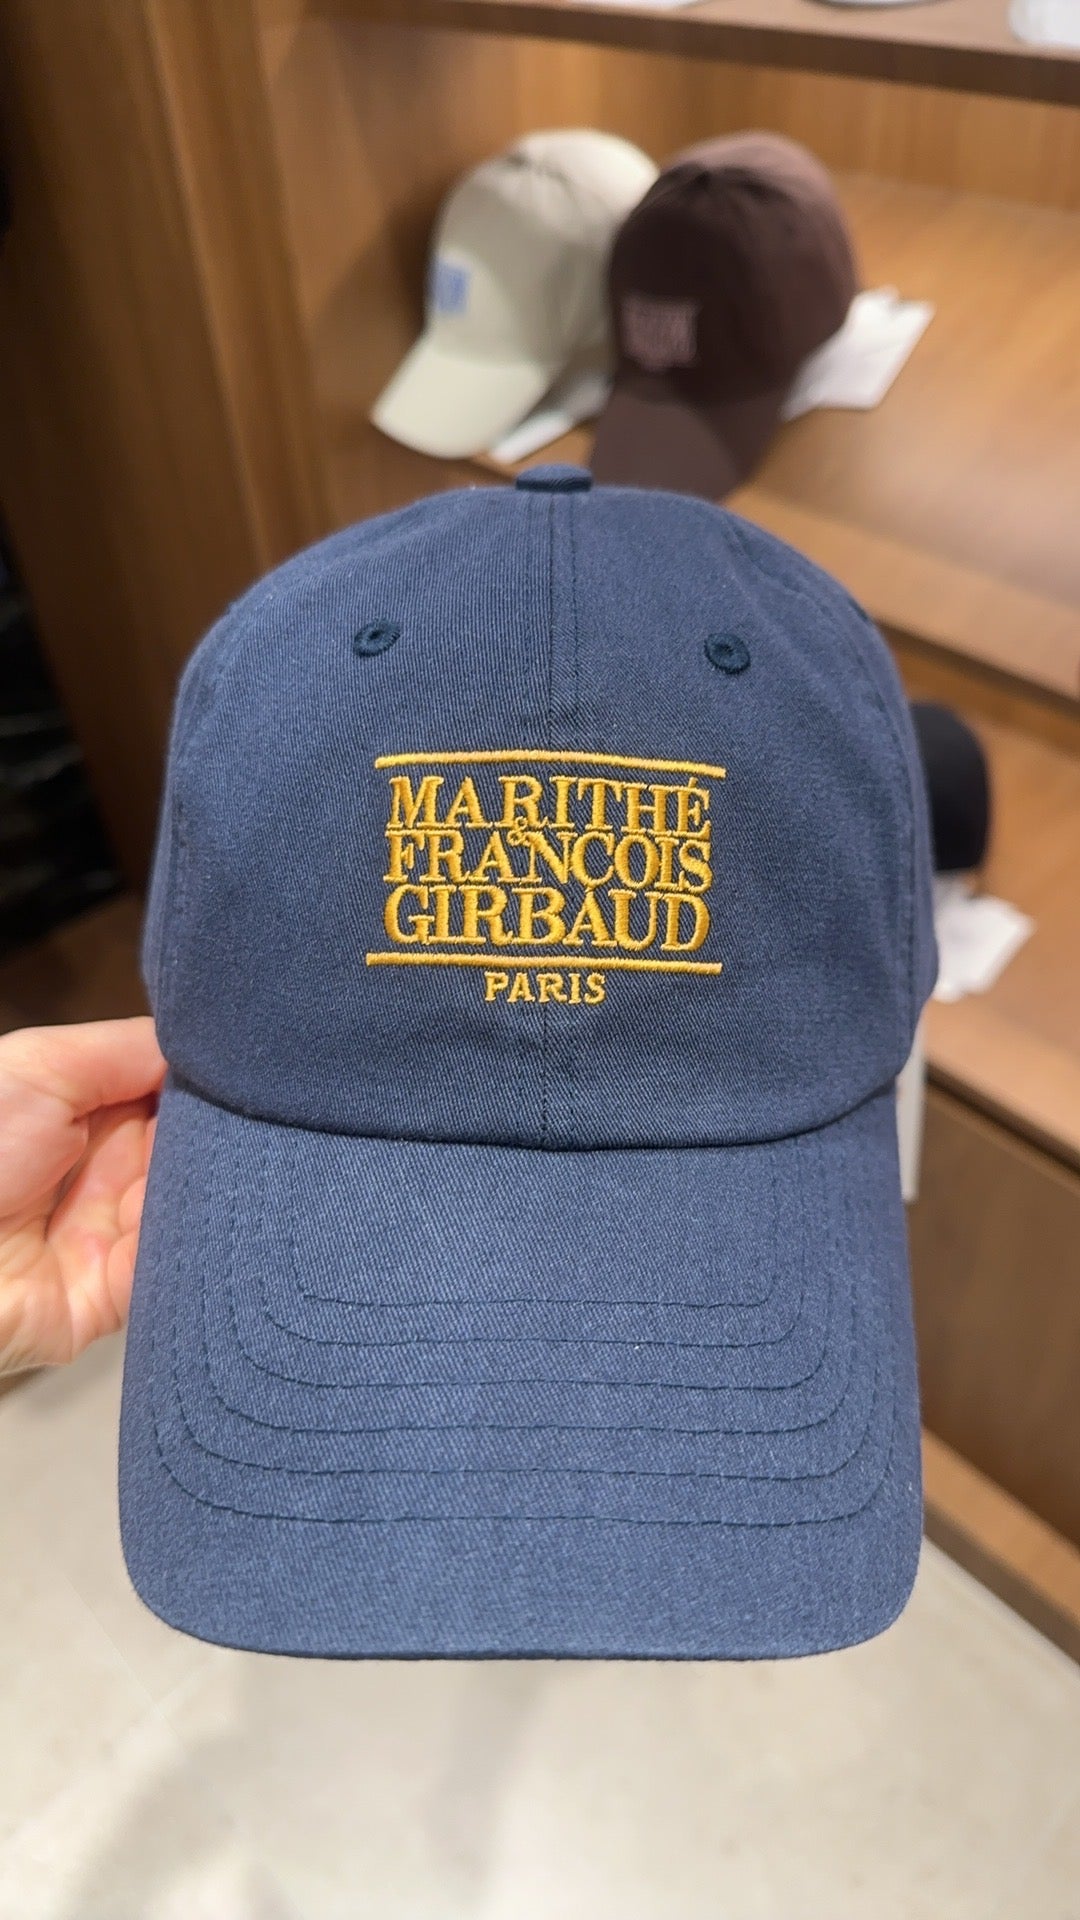 MARITHÉ
&
FRANÇOIS
GIRBAUD
PARIS